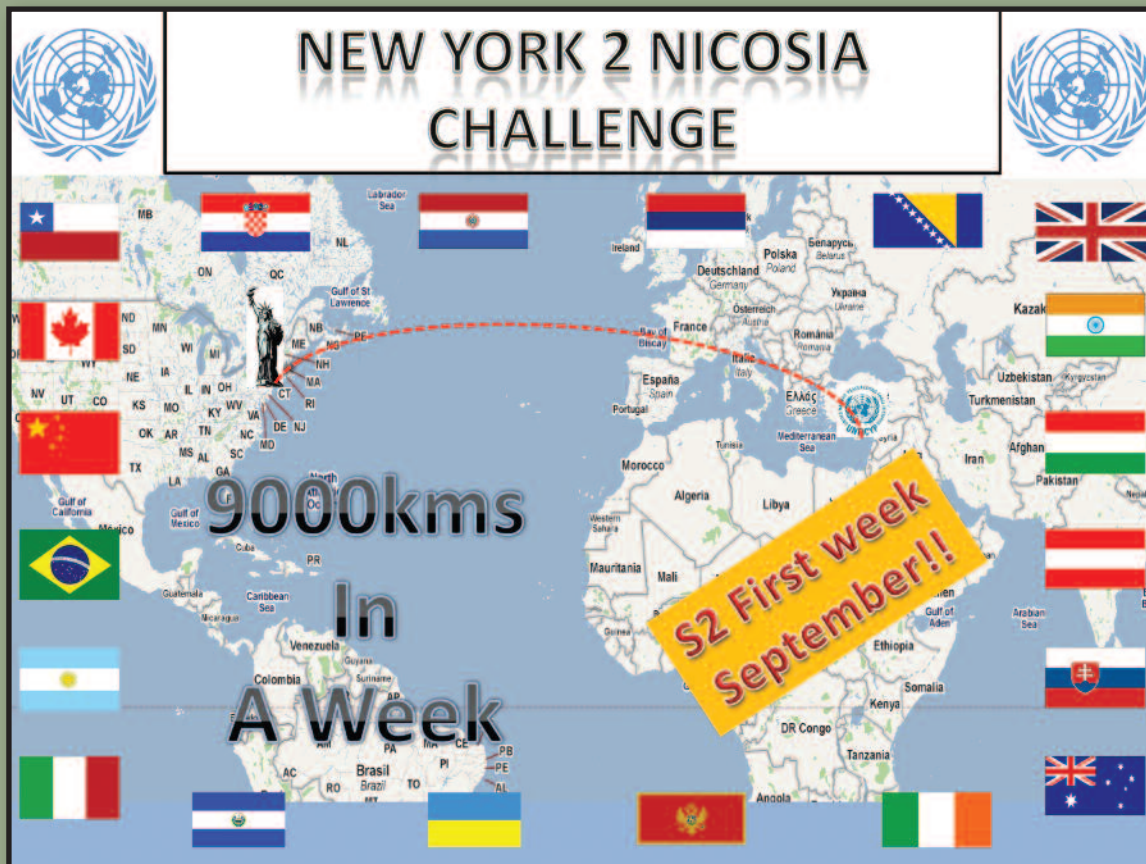 NEW YORK 2 NICOSIA
CHALLENGE
Labrador
Sea
MB
NL
ON
QC
Gulf of St
Lawrence
Ireland
Polska
Poland
Беларусь
Belarus
Deutschland
Germany
Україна
Ukraine
Österreich
Austria
France
România
Romania
Bay of
Biscay
Italie
Italy
España
Spain
Portugal
Ελλάς
Greece
Mediterranean
Sea
UNFICYP
Kazak
Uzbekistan
Kyrgyzstan
Turkmenistan
Afghan
Iran
Pakistan
ND
MN
SD
WY
WI
MI
NE
IA
NV
UT
CO
IL
IN
OH
KS
MO
KY
WV
VA
OK
AR
TN
NC
MS
AL
SC
TX
LA
GA
NB
PE
ME
NH
MA
CT
RI
NJ
DE
MD
Gulf of
California
México
Gulf of
Mexico
Cuba
PR
Guatemala
Nicaragua
Caribbean
Sea
Venezuela
Guyana
Suriname
Colombia
9000kms
In
A Week
Tunisia
Morocco
Algeria
Libya
Western
Sahara
Mauritania
Mali
Guinea
S2 First week
September!!
Gulf of
Aden
Arabian
Sea
Ethiopia
Somalia
Kenya
DR Congo
Tanzania
Angola
AM
PA
MA
CE
PB
PE
AL
PI
AC
RO
TO
MT
Brasil
Brazil